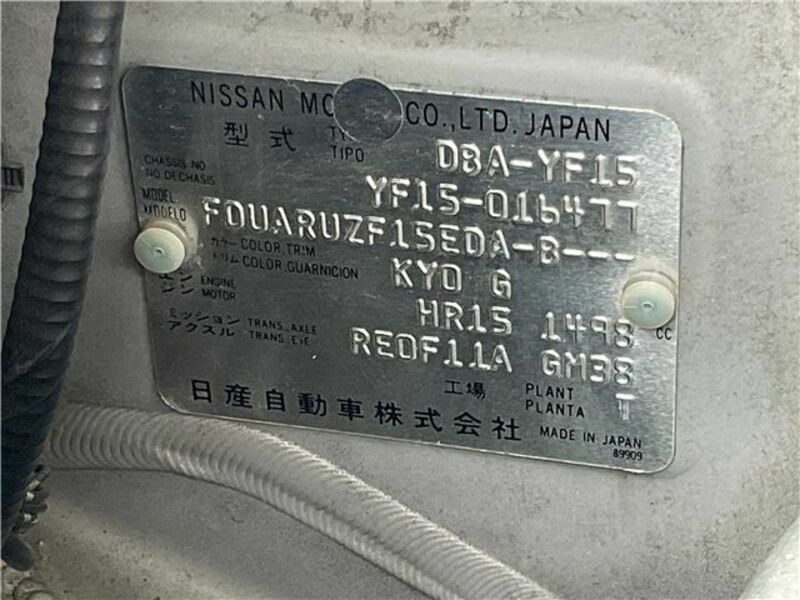 NISSAN MO CO.,LTD. JAPAN
型式 TY TIPO DBA-YF15
CHASSIS NO NO.DECHASIS YF15-016477
MODEL MODELO FDUARUZF15EDA-B---
カラー COLOR,TRIM トリム COLOR,GUARNICION KY0 G
エンジン ENGINE MOTOR HR15 1498 CC
ミッション アクスル TRANS.,AXLE TRANS.,EJE RE0F11A GM38
工場 PLANT PLANTA T
日産自動車株式会社 MADE IN JAPAN
89909